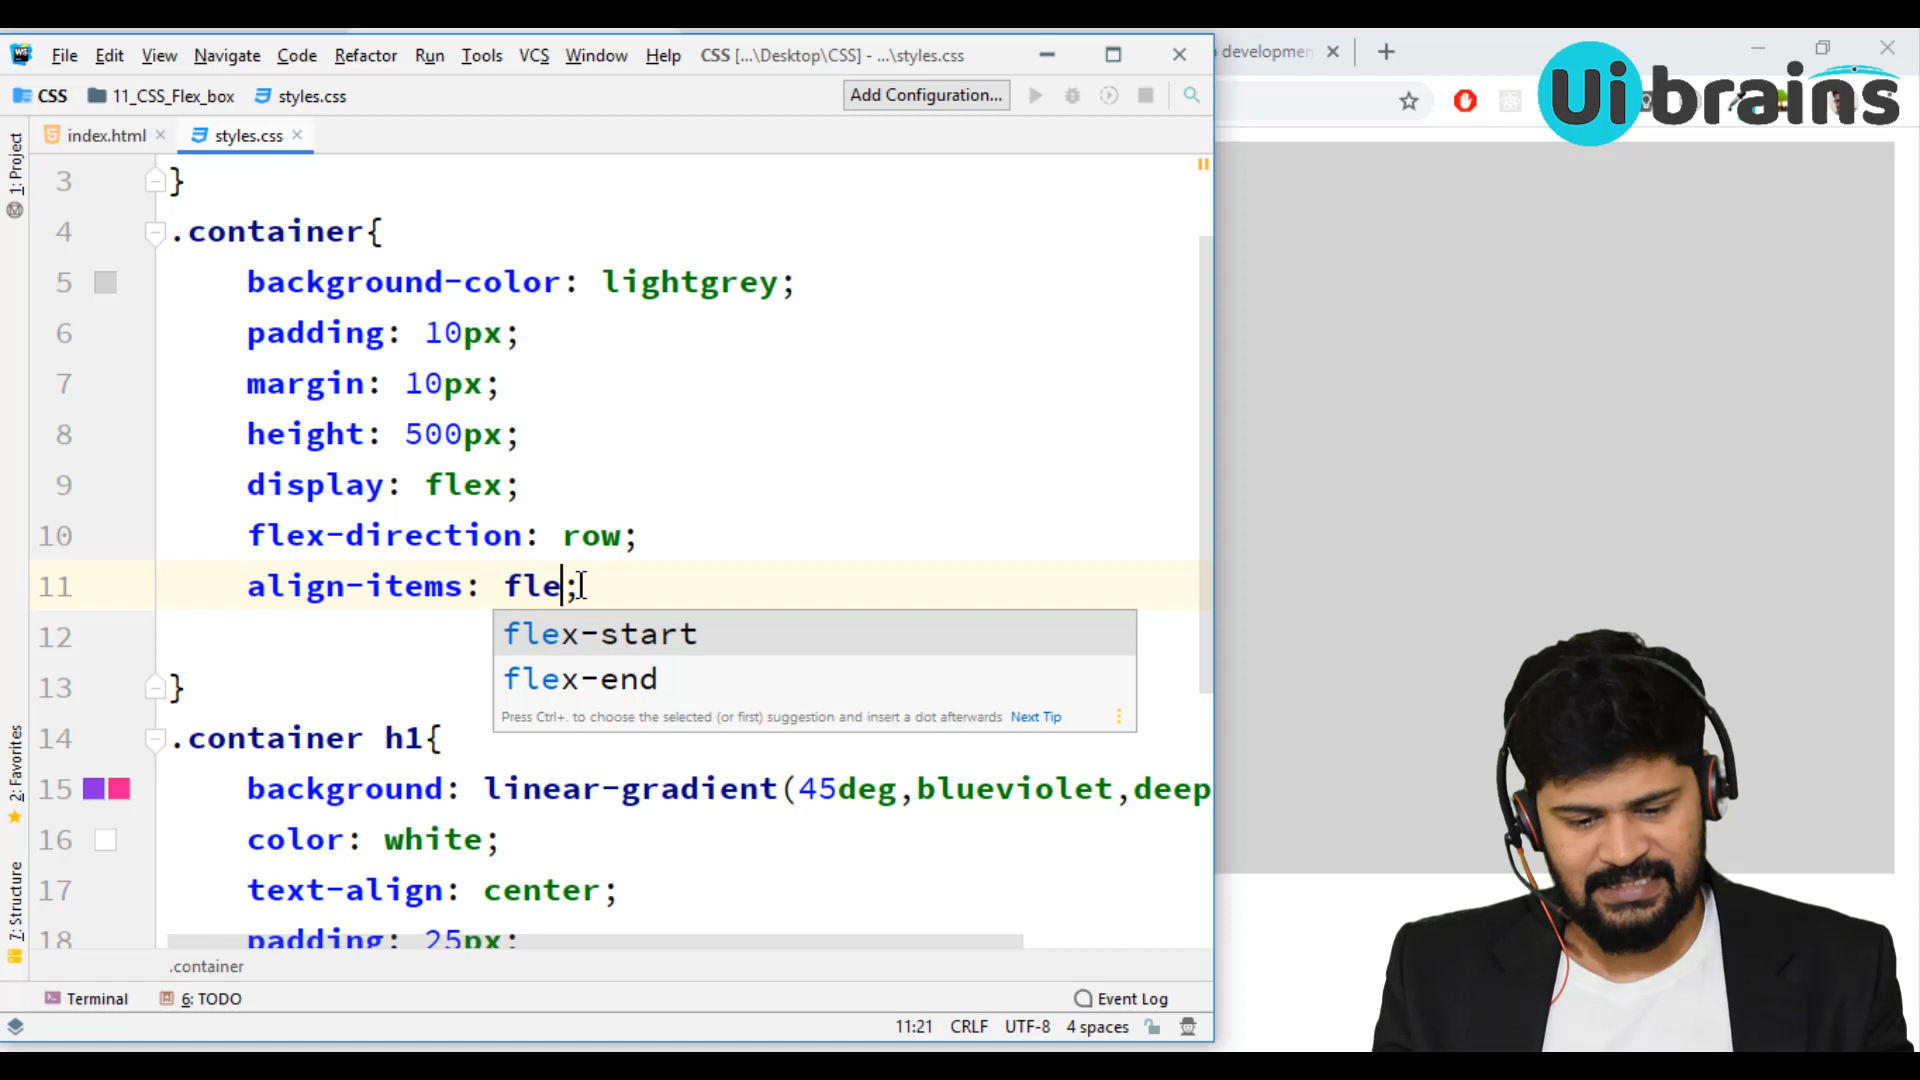 File Edit View Navigate Code Refactor Run Tools VCS Window Help CSS [...\Desktop\CSS] - ...\styles.css
CSS 11_CSS_Flex_box styles.css Add Configuration...
index.html styles.css
developmen
Uibrains
1: Project
2: Favorites
7: Structure
3 }
4 .container{
5 background-color: lightgrey;
6 padding: 10px;
7 margin: 10px;
8 height: 500px;
9 display: flex;
10 flex-direction: row;
11 align-items: fle;
flex-start
flex-end
Press Ctrl+. to choose the selected (or first) suggestion and insert a dot afterwards Next Tip
12
13 }
14 .container h1{
15 background: linear-gradient(45deg,blueviolet,deep
16 color: white;
17 text-align: center;
18 padding: 25px;
.container
Terminal 6: TODO Event Log
11:21 CRLF UTF-8 4 spaces